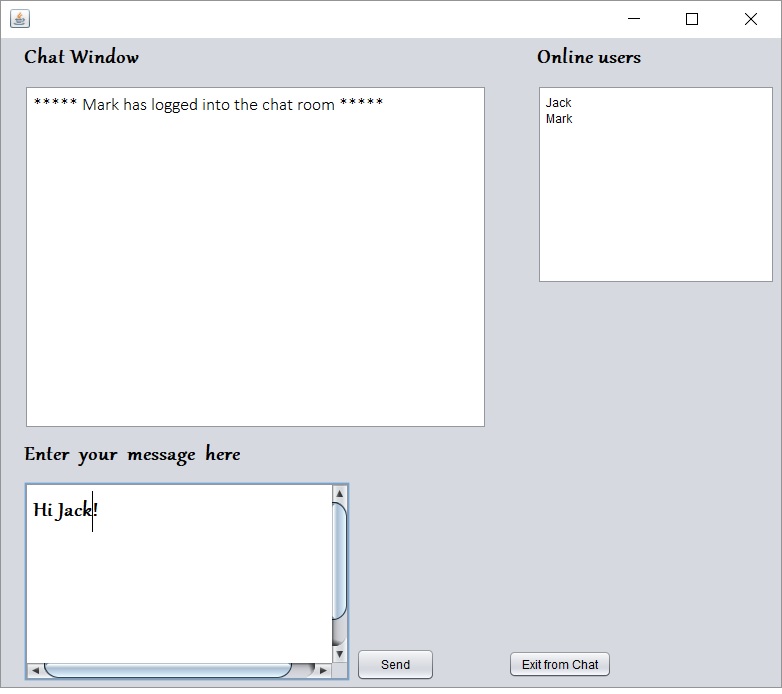 Chat Window
Online users
***** Mark has logged into the chat room *****
Jack
Mark
Enter your message here
Hi Jack!
Send
Exit from Chat